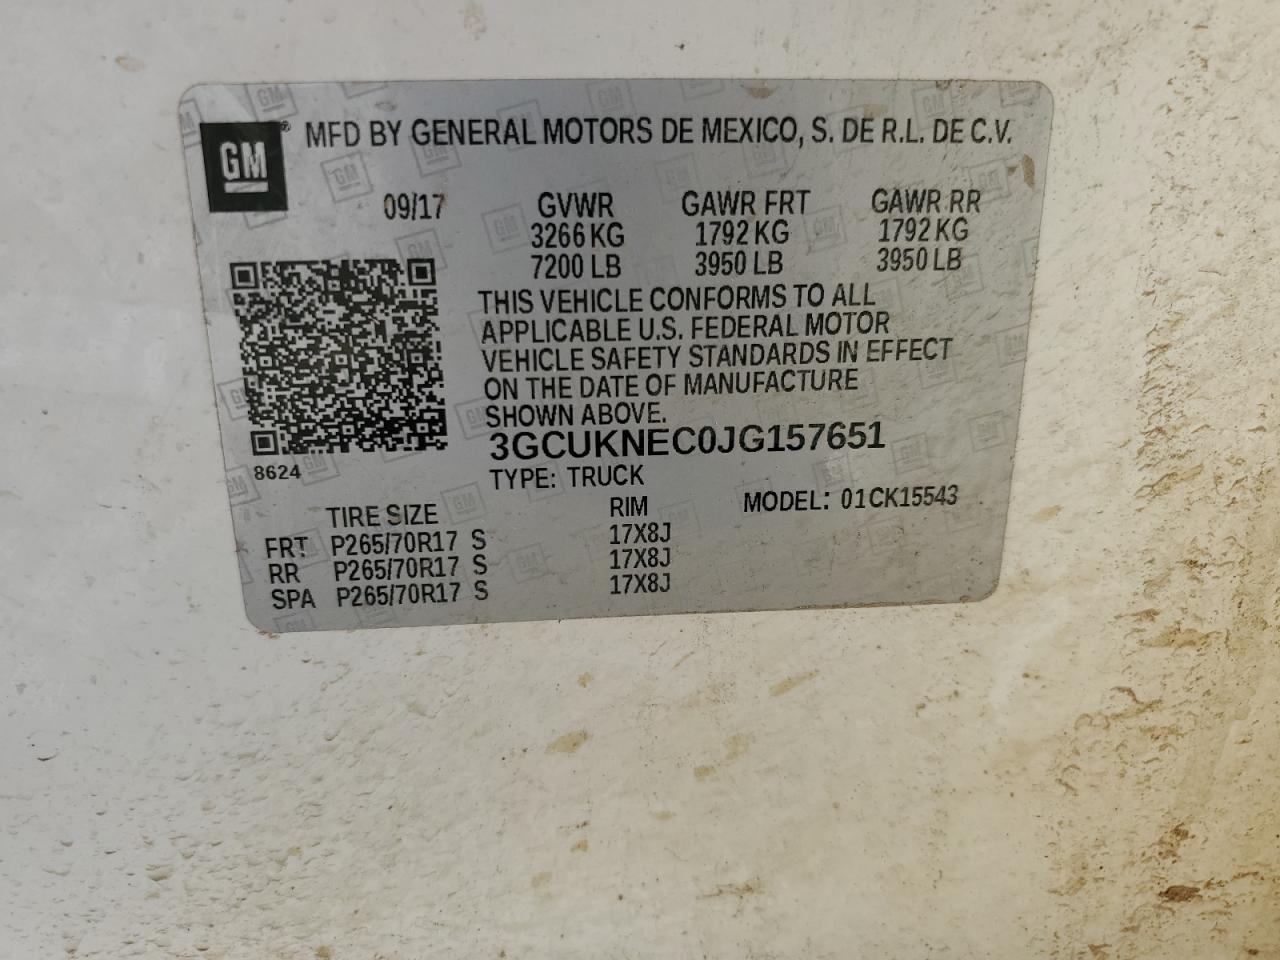 GM® MFD BY GENERAL MOTORS DE MEXICO, S. DE R.L. DE C.V.
09/17 GVWR GAWR FRT GAWR RR
3266 KG 1792 KG 1792 KG
7200 LB 3950 LB 3950 LB
THIS VEHICLE CONFORMS TO ALL
APPLICABLE U.S. FEDERAL MOTOR
VEHICLE SAFETY STANDARDS IN EFFECT
ON THE DATE OF MANUFACTURE
SHOWN ABOVE.
3GCUKNEC0JG157651
8624
TYPE: TRUCK
TIRE SIZE RIM MODEL: 01CK15543
FRT P265/70R17 S 17X8J
RR P265/70R17 S 17X8J
SPA P265/70R17 S 17X8J